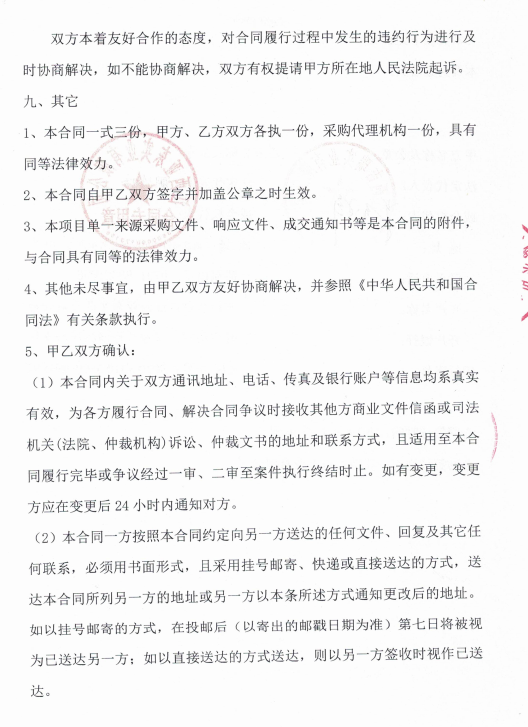 双方本着友好合作的态度，对合同履行过程中发生的违约行为进行及
时协商解决，如不能协商解决，双方有权提请甲方所在地人民法院起诉。
九、其它
1、本合同一式三份，甲方、乙方双方各执一份，采购代理机构一份，具有
同等法律效力。
2、本合同自甲乙双方签字并加盖公章之时生效。
3、本项目单一来源采购文件、响应文件、成交通知书等是本合同的附件，
与合同具有同等的法律效力。
4、其他未尽事宜，由甲乙双方友好协商解决，并参照《中华人民共和国合
同法》有关条款执行。
5、甲乙双方确认：
（1）本合同内关于双方通讯地址、电话、传真及银行账户等信息均系真实
有效，为各方履行合同、解决合同争议时接收其他方商业文件信函或司法
机关(法院、仲裁机构)诉讼、仲裁文书的地址和联系方式，且适用至本合
同履行完毕或争议经过一审、二审至案件执行终结时止。如有变更，变更
方应在变更后 24 小时内通知对方。
（2）本合同一方按照本合同约定向另一方送达的任何文件、回复及其它任
何联系，必须用书面形式，且采用挂号邮寄、快递或直接送达的方式，送
达本合同所列另一方的地址或另一方以本条所述方式通知更改后的地址。
如以挂号邮寄的方式，在投邮后（以寄出的邮戳日期为准）第七日将被视
为已送达另一方；如以直接送达的方式送达，则以另一方签收时视作已送
达。